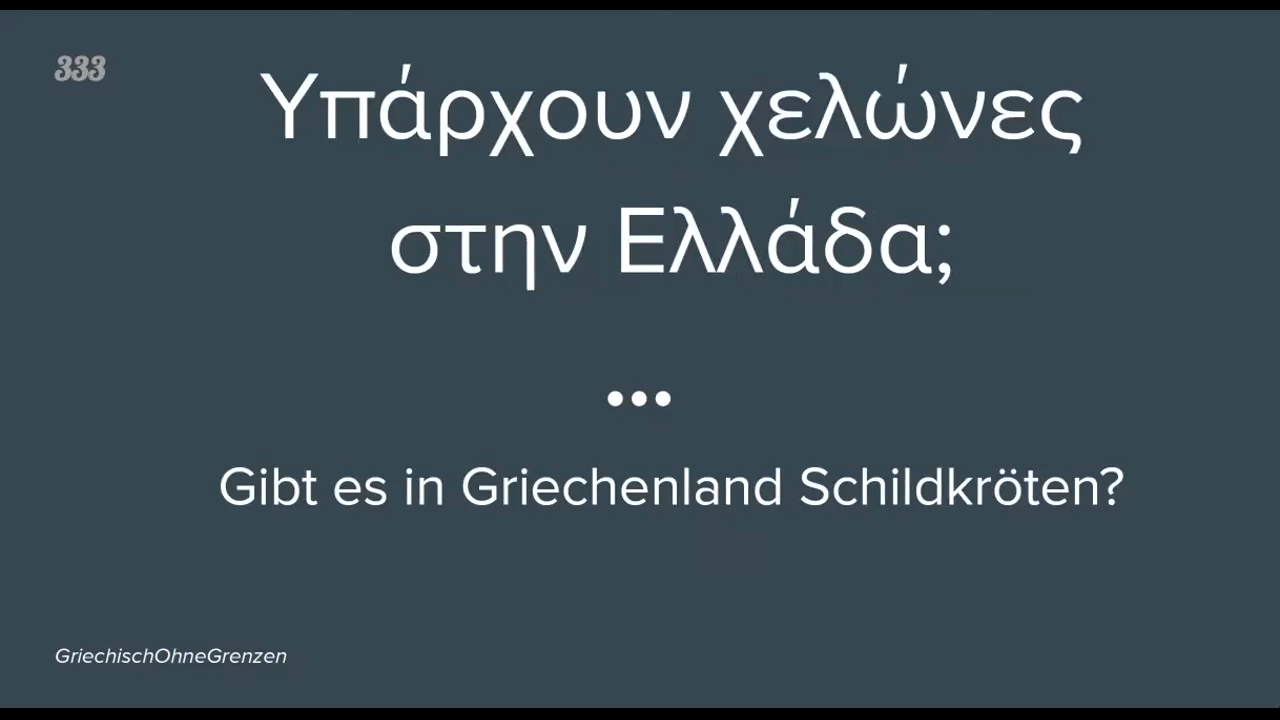 333
Υπάρχουν χελώνες
στην Ελλάδα;
•••
Gibt es in Griechenland Schildkröten?
GriechischOhneGrenzen